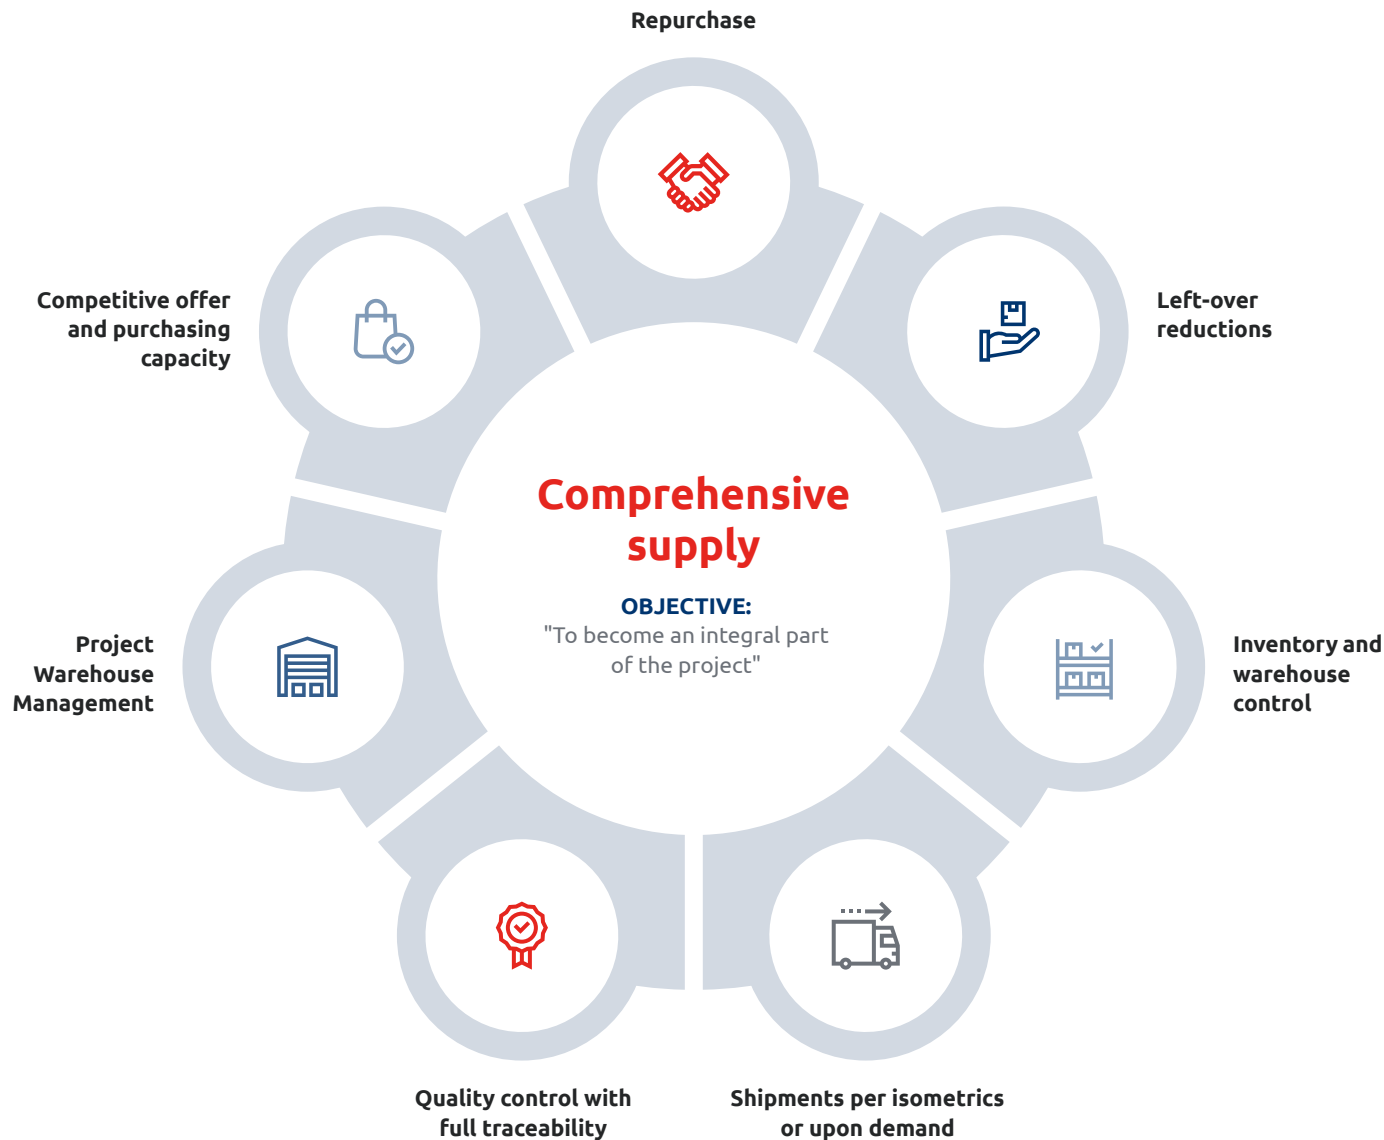 Repurchase
Competitive offer
and purchasing
capacity
Left-over
reductions
Comprehensive
supply
OBJECTIVE:
"To become an integral part
of the project"
Project
Warehouse
Management
Inventory and
warehouse
control
Quality control with
full traceability
Shipments per isometrics
or upon demand